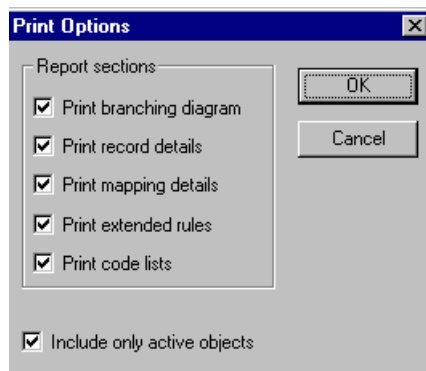 Print Options
Report sections
OK
Print branching diagram
Print record details
Cancel
Print mapping details
Print extended rules
Print code lists
Include only active objects